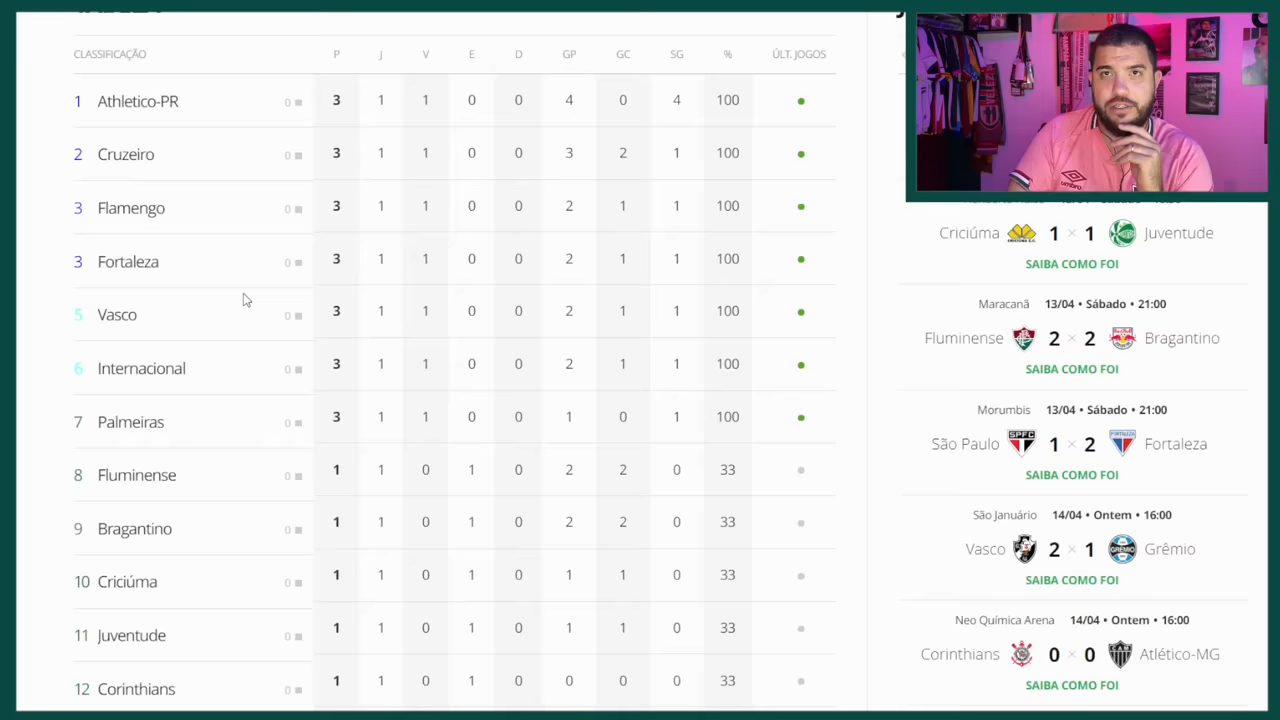 CLASSIFICAÇÃO P J V E D GP GC SG % ÚLT. JOGOS
1 Athletico-PR 0 3 1 1 0 0 4 0 4 100
2 Cruzeiro 0 3 1 1 0 0 3 2 1 100
3 Flamengo 0 3 1 1 0 0 2 1 1 100
3 Fortaleza 0 3 1 1 0 0 2 1 1 100
5 Vasco 0 3 1 1 0 0 2 1 1 100
6 Internacional 0 3 1 1 0 0 2 1 1 100
7 Palmeiras 0 3 1 1 0 0 1 0 1 100
8 Fluminense 0 1 1 0 1 0 2 2 0 33
9 Bragantino 0 1 1 0 1 0 2 2 0 33
10 Criciúma 0 1 1 0 1 0 1 1 0 33
11 Juventude 0 1 1 0 1 0 1 1 0 33
12 Corinthians 0 1 1 0 1 0 0 0 0 33
umbro
Criciúma 1 × 1 Juventude
SAIBA COMO FOI
Maracanã 13/04 • Sábado • 21:00
Fluminense 2 × 2 Bragantino
SAIBA COMO FOI
Morumbis 13/04 • Sábado • 21:00
São Paulo SPFC 1 × 2 FORTALEZA Fortaleza
SAIBA COMO FOI
São Januário 14/04 • Ontem • 16:00
Vasco 2 × 1 GRÊMIO Grêmio
SAIBA COMO FOI
Neo Química Arena 14/04 • Ontem • 16:00
Corinthians 0 × 0 CAM Atlético-MG
SAIBA COMO FOI